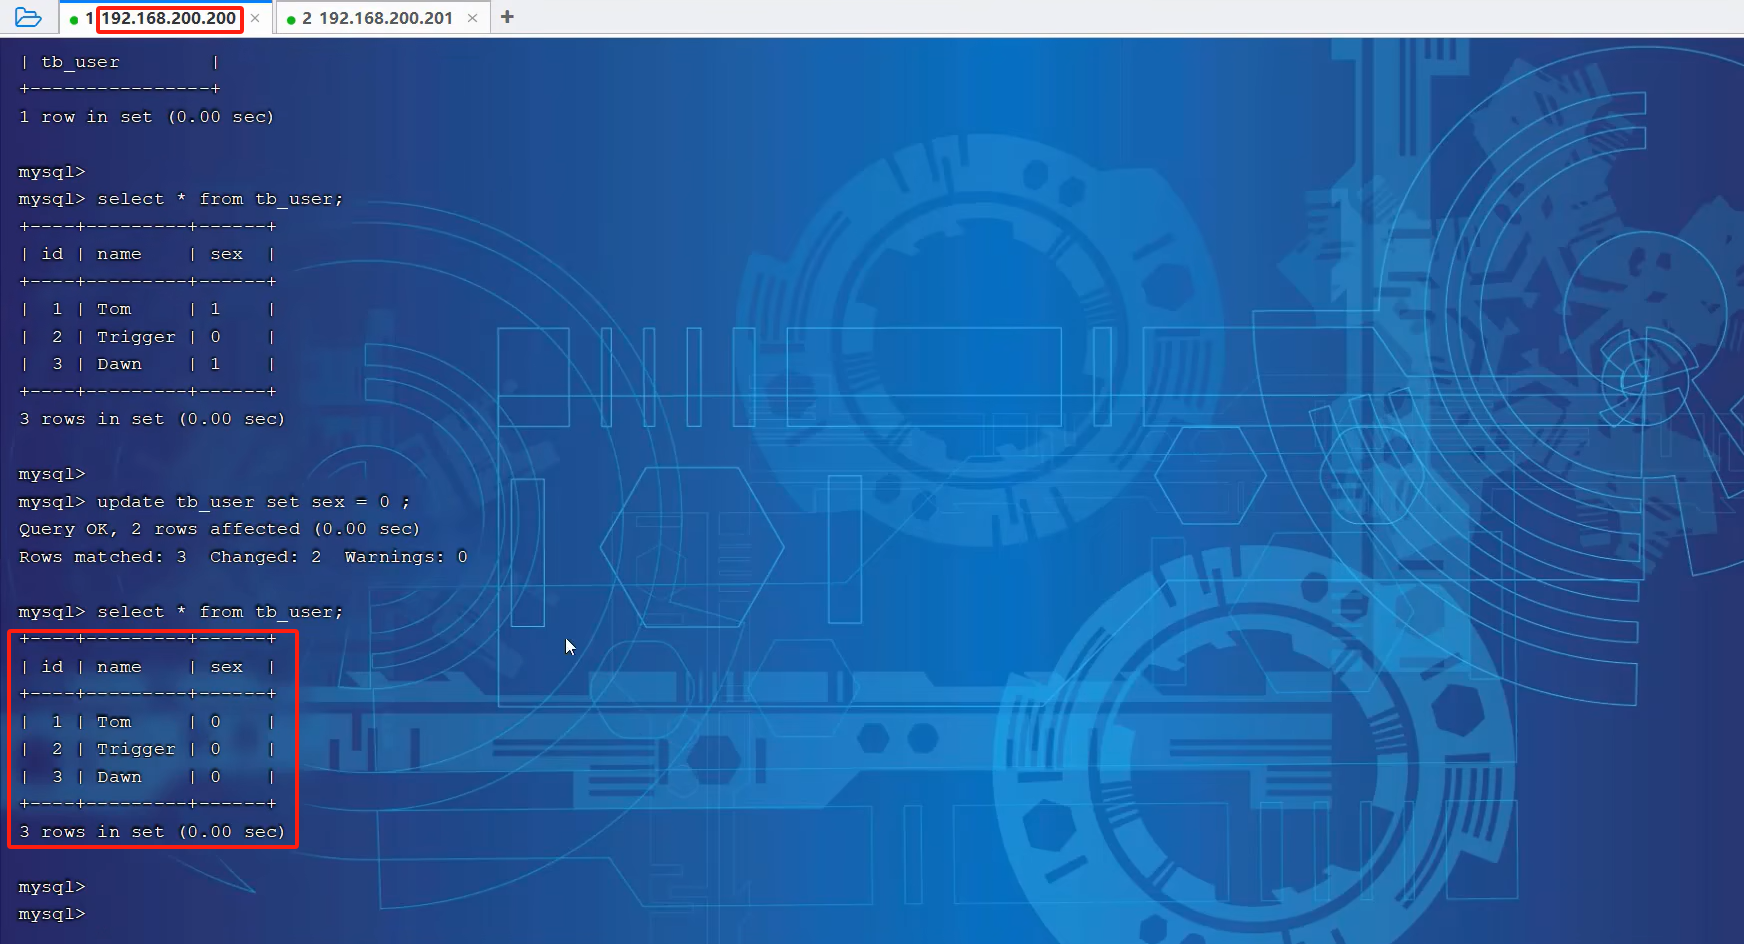 1 192.168.200.200 × 2 192.168.200.201 × +
| tb_user        |
+----------------+
1 row in set (0.00 sec)
mysql>
mysql> select * from tb_user;
+----+---------+------+
| id | name    | sex  |
+----+---------+------+
|  1 | Tom     | 1    |
|  2 | Trigger | 0    |
|  3 | Dawn    | 1    |
+----+---------+------+
3 rows in set (0.00 sec)
mysql>
mysql> update tb_user set sex = 0 ;
Query OK, 2 rows affected (0.00 sec)
Rows matched: 3  Changed: 2  Warnings: 0
mysql> select * from tb_user;
+----+---------+------+
| id | name    | sex  |
+----+---------+------+
|  1 | Tom     | 0    |
|  2 | Trigger | 0    |
|  3 | Dawn    | 0    |
+----+---------+------+
3 rows in set (0.00 sec)
mysql>
mysql>